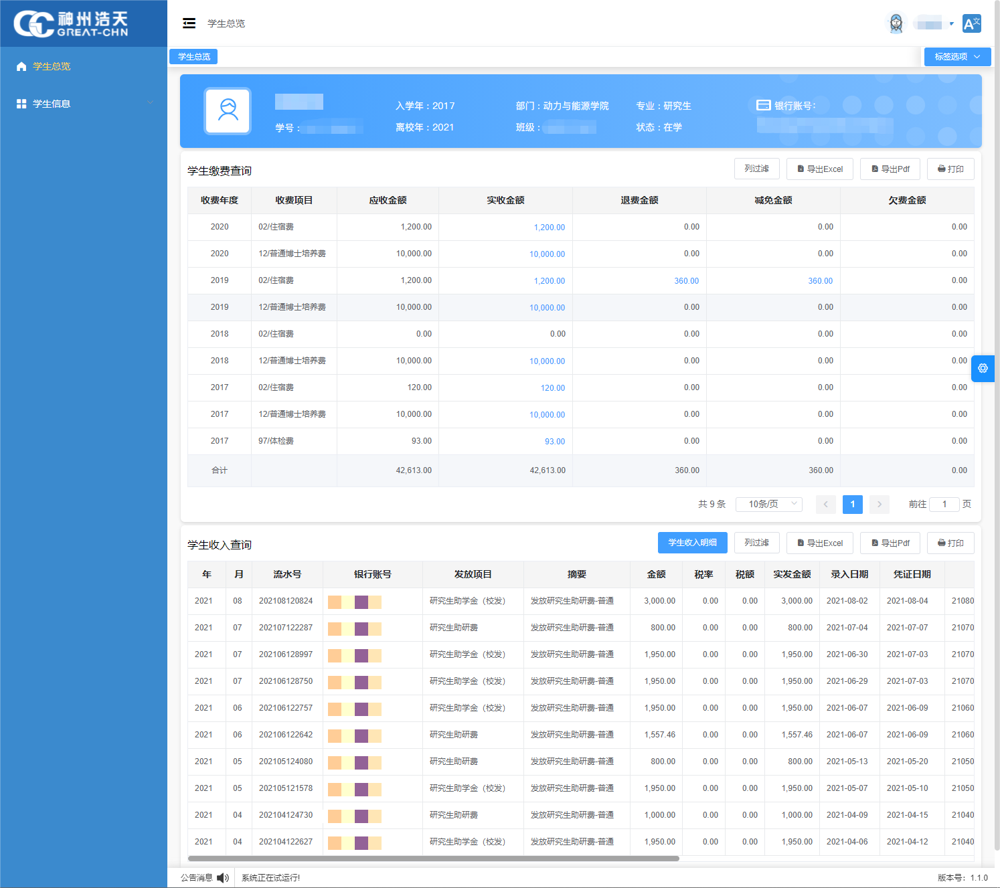 神州浩天
GREAT-CHN
学生总览
A文
学生总览
学生信息
学生总览
标签选项
入学年：2017 部门：动力与能源学院 专业：研究生 银行账号：
学号： 离校年：2021 班级： 状态：在学
学生缴费查询 列过滤 导出Excel 导出Pdf 打印
收费年度 收费项目 应收金额 实收金额 退费金额 减免金额 欠费金额
2020 02/住宿费 1,200.00 1,200.00 0.00 0.00 0.00
2020 12/普通博士培养费 10,000.00 10,000.00 0.00 0.00 0.00
2019 02/住宿费 1,200.00 1,200.00 360.00 360.00 0.00
2019 12/普通博士培养费 10,000.00 10,000.00 0.00 0.00 0.00
2018 02/住宿费 0.00 0.00 0.00 0.00 0.00
2018 12/普通博士培养费 10,000.00 10,000.00 0.00 0.00 0.00
2017 02/住宿费 120.00 120.00 0.00 0.00 0.00
2017 12/普通博士培养费 10,000.00 10,000.00 0.00 0.00 0.00
2017 97/体检费 93.00 93.00 0.00 0.00 0.00
合计 42,613.00 42,613.00 360.00 360.00 0.00
共 9 条 10条/页 1 前往 1 页
学生收入查询 学生收入明细 列过滤 导出Excel 导出Pdf 打印
年 月 流水号 银行账号 发放项目 摘要 金额 税率 税额 实发金额 录入日期 凭证日期
2021 08 202108120824 研究生助学金（校发） 发放研究生助研费-普通 3,000.00 0.00 0.00 3,000.00 2021-08-02 2021-08-04 21080
2021 07 202107122287 研究生助研费 发放研究生助研费-普通 800.00 0.00 0.00 800.00 2021-07-04 2021-07-07 21070
2021 07 202106128997 研究生助学金（校发） 发放研究生助研费-普通 1,950.00 0.00 0.00 1,950.00 2021-06-30 2021-07-03 21070
2021 07 202106128750 研究生助学金（校发） 发放研究生助研费-普通 1,950.00 0.00 0.00 1,950.00 2021-06-29 2021-07-03 21070
2021 06 202106122757 研究生助学金（校发） 发放研究生助研费-普通 1,950.00 0.00 0.00 1,950.00 2021-06-07 2021-06-09 21060
2021 06 202106122642 研究生助研费 发放研究生助研费-普通 1,557.46 0.00 0.00 1,557.46 2021-06-07 2021-06-09 21060
2021 05 202105124080 研究生助研费 发放研究生助研费-普通 800.00 0.00 0.00 800.00 2021-05-13 2021-05-20 21050
2021 05 202105121578 研究生助学金（校发） 发放研究生助研费-普通 1,950.00 0.00 0.00 1,950.00 2021-05-07 2021-05-10 21050
2021 04 202104124730 研究生助研费 发放研究生助研费-普通 1,000.00 0.00 0.00 1,000.00 2021-04-09 2021-04-15 21040
2021 04 202104122627 研究生助学金（校发） 发放研究生助研费-普通 1,950.00 0.00 0.00 1,950.00 2021-04-06 2021-04-12 21040
公告消息 系统正在试运行! 版本号：1.1.0